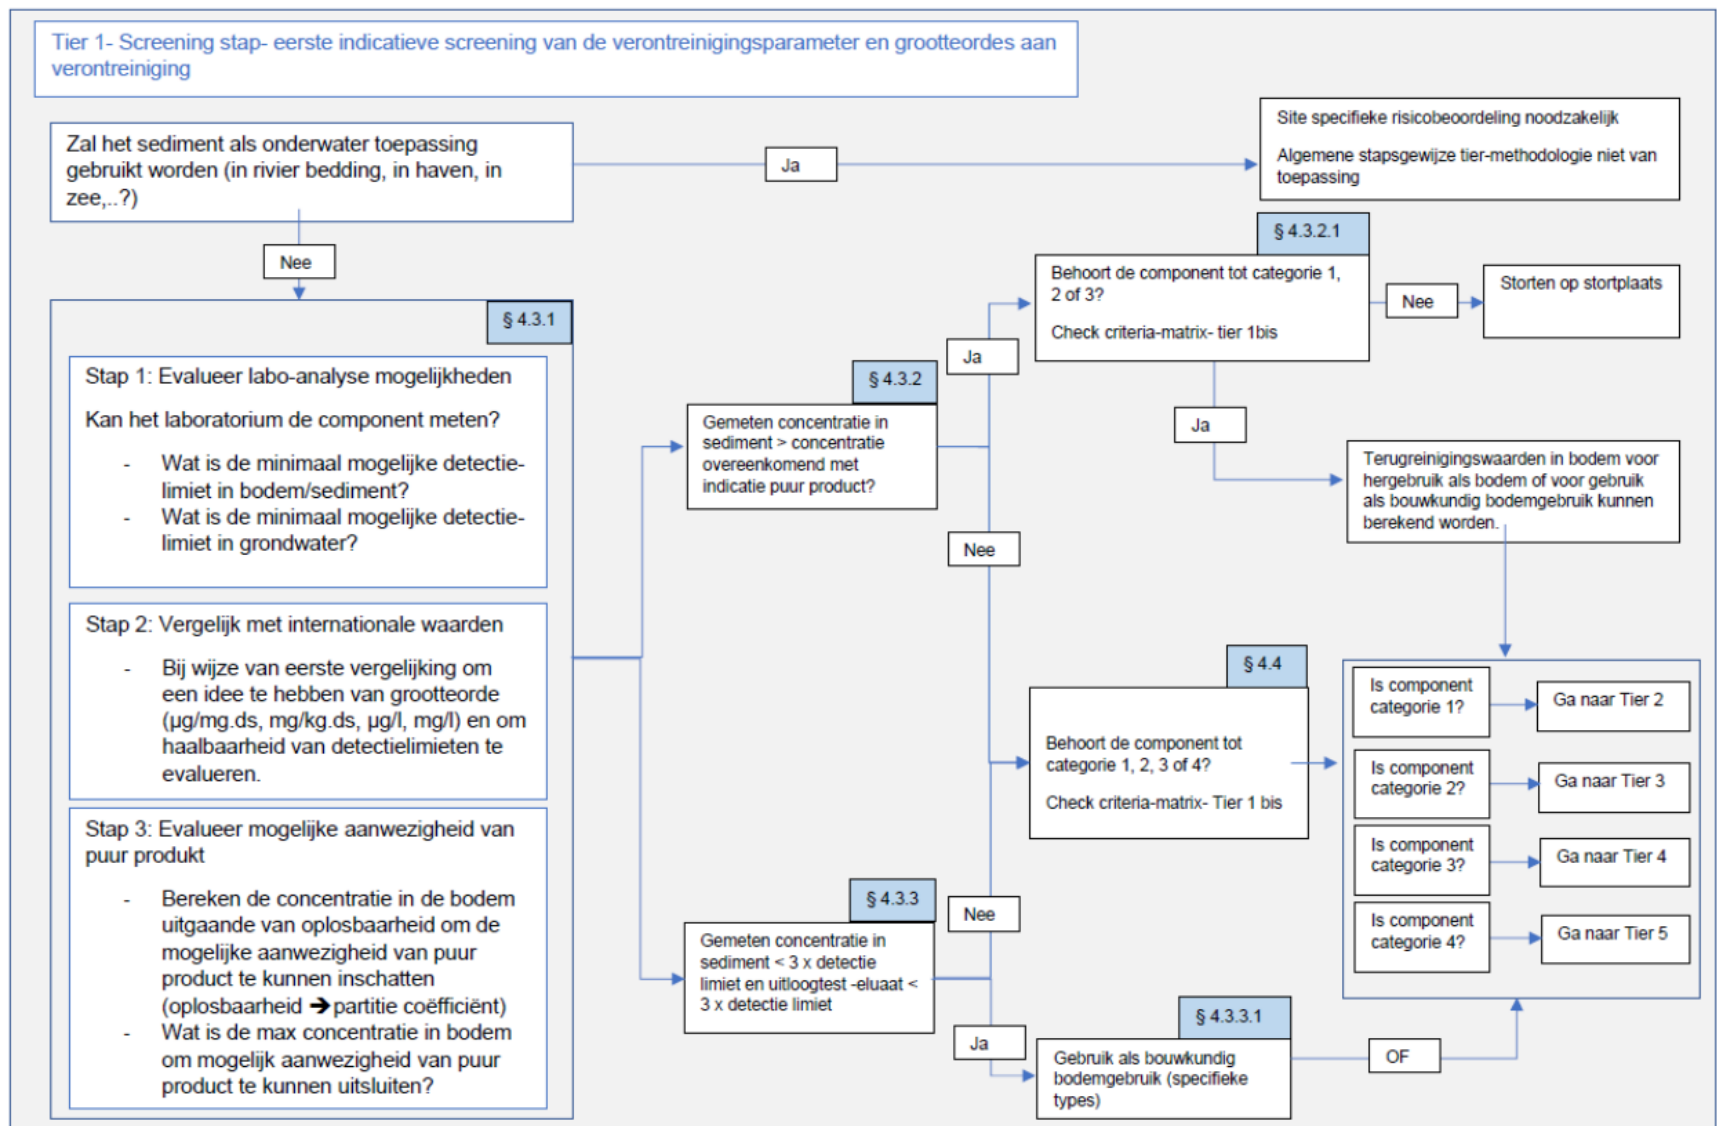 Tier 1- Screening stap- eerste indicatieve screening van de verontreinigingsparameter en grootteordes aan
verontreiniging
Zal het sediment als onderwater toepassing
gebruikt worden (in rivier bedding, in haven, in
zee,..?)
Ja
Site specifieke risicobeoordeling noodzakelijk
Algemene stapsgewijze tier-methodologie niet van
toepassing
Nee
§ 4.3.1
Stap 1: Evalueer labo-analyse mogelijkheden
Kan het laboratorium de component meten?
- Wat is de minimaal mogelijke detectie-
limiet in bodem/sediment?
- Wat is de minimaal mogelijke detectie-
limiet in grondwater?
Stap 2: Vergelijk met internationale waarden
- Bij wijze van eerste vergelijking om
een idee te hebben van grootteorde
(µg/mg.ds, mg/kg.ds, µg/l, mg/l) en om
haalbaarheid van detectielimieten te
evalueren.
Stap 3: Evalueer mogelijke aanwezigheid van
puur produkt
- Bereken de concentratie in de bodem
uitgaande van oplosbaarheid om de
mogelijke aanwezigheid van puur
product te kunnen inschatten
(oplosbaarheid ➔ partitie coëfficiënt)
- Wat is de max concentratie in bodem
om mogelijk aanwezigheid van puur
product te kunnen uitsluiten?
§ 4.3.2
Gemeten concentratie in
sediment > concentratie
overeenkomend met
indicatie puur product?
Ja
Nee
§ 4.3.2.1
Behoort de component tot categorie 1,
2 of 3?
Check criteria-matrix- tier 1bis
Nee
Storten op stortplaats
Ja
Terugreinigingswaarden in bodem voor
hergebruik als bodem of voor gebruik
als bouwkundig bodemgebruik kunnen
berekend worden.
§ 4.3.3
Gemeten concentratie in
sediment < 3 x detectie
limiet en uitloogtest -eluaat <
3 x detectie limiet
Nee
Ja
§ 4.4
Behoort de component tot
categorie 1, 2, 3 of 4?
Check criteria-matrix- Tier 1 bis
§ 4.3.3.1
Gebruik als bouwkundig
bodemgebruik (specifieke
types)
OF
Is component
categorie 1?
Ga naar Tier 2
Is component
categorie 2?
Ga naar Tier 3
Is component
categorie 3?
Ga naar Tier 4
Is component
categorie 4?
Ga naar Tier 5